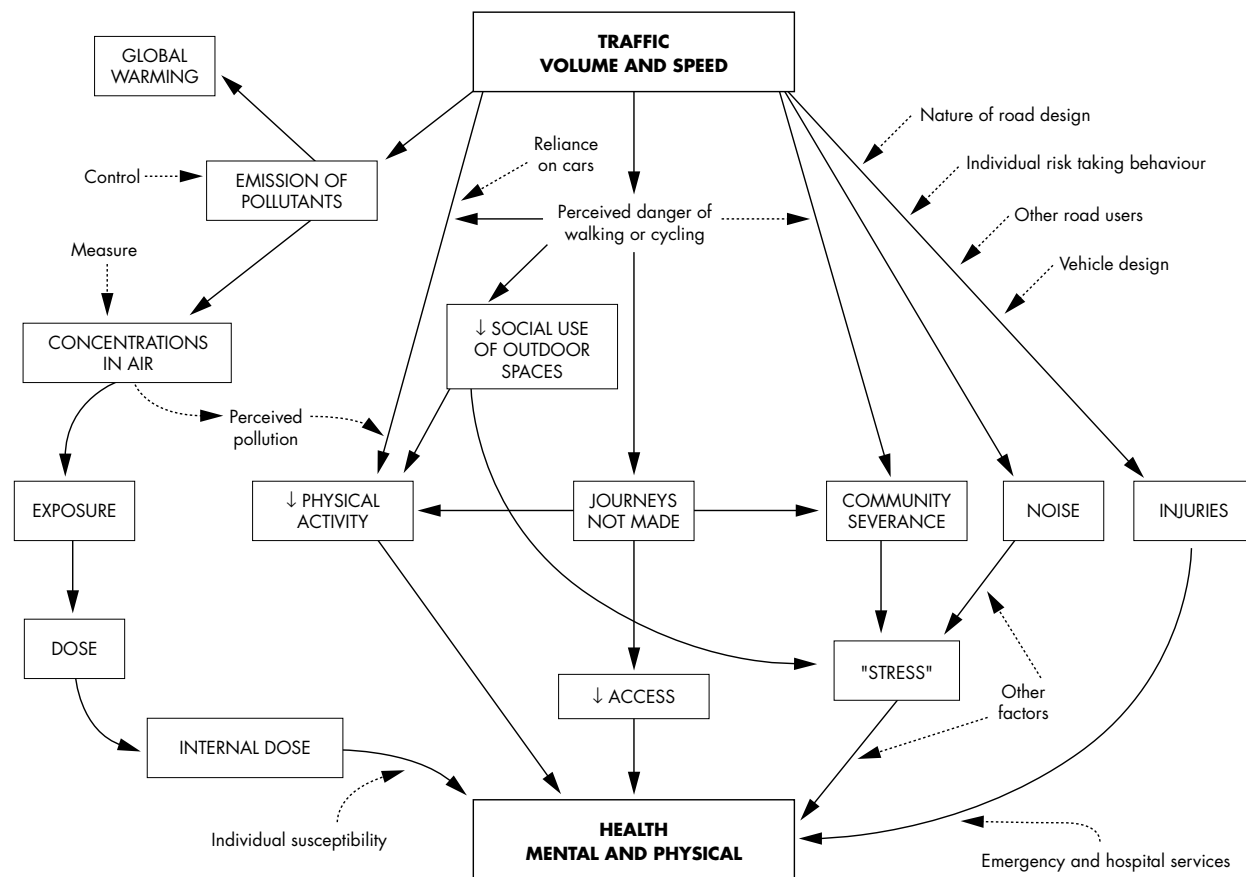 TRAFFIC
VOLUME AND SPEED
GLOBAL
WARMING
Nature of road design
Reliance
on cars
Individual risk taking behaviour
Control
EMISSION OF
POLLUTANTS
Perceived danger of
walking or cycling
Other road users
Measure
Vehicle design
CONCENTRATIONS
IN AIR
↓ SOCIAL USE
OF OUTDOOR
SPACES
Perceived
pollution
EXPOSURE
↓ PHYSICAL
ACTIVITY
JOURNEYS
NOT MADE
COMMUNITY
SEVERANCE
NOISE
INJURIES
DOSE
"STRESS"
↓ ACCESS
Other
factors
INTERNAL DOSE
Individual susceptibility
HEALTH
MENTAL AND PHYSICAL
Emergency and hospital services